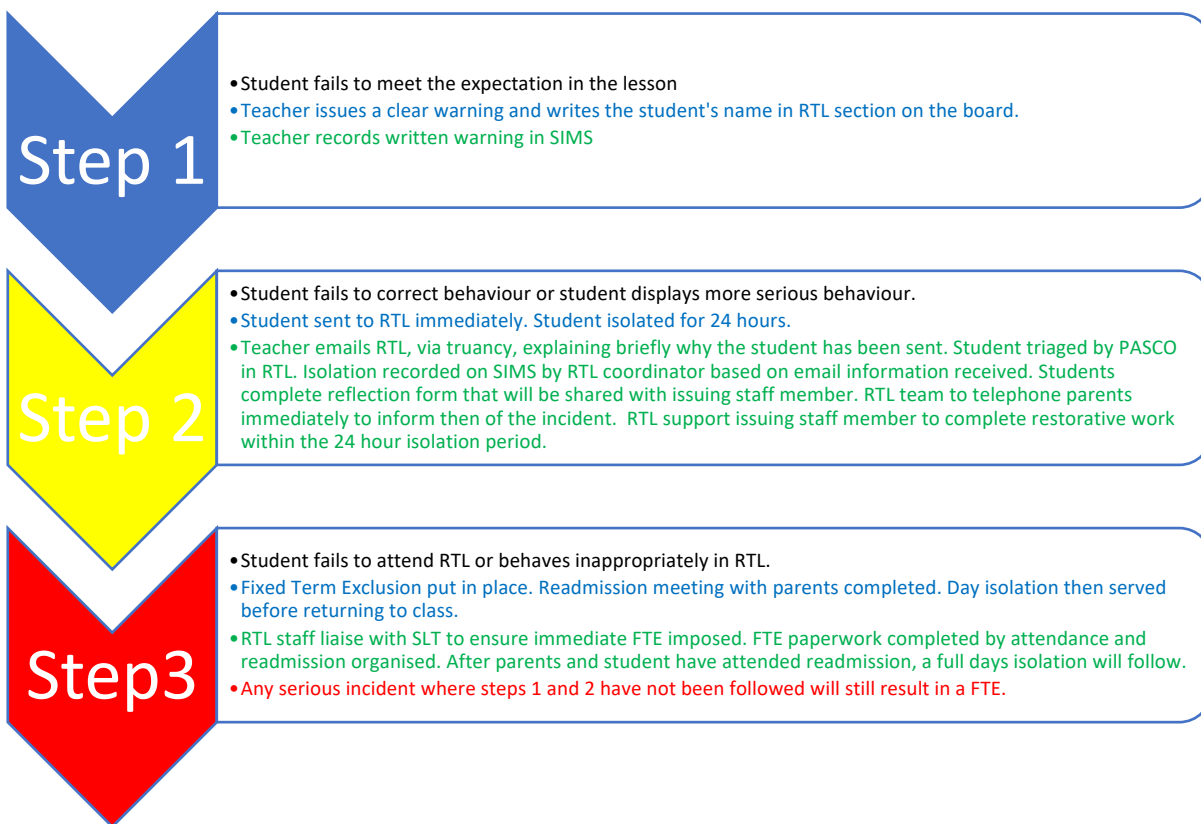 Step 1
•Student fails to meet the expectation in the lesson
•Teacher issues a clear warning and writes the student's name in RTL section on the board.
•Teacher records written warning in SIMS
Step 2
•Student fails to correct behaviour or student displays more serious behaviour.
•Student sent to RTL immediately. Student isolated for 24 hours.
•Teacher emails RTL, via truancy, explaining briefly why the student has been sent. Student triaged by PASCO
in RTL. Isolation recorded on SIMS by RTL coordinator based on email information received. Students
complete reflection form that will be shared with issuing staff member. RTL team to telephone parents
immediately to inform then of the incident.  RTL support issuing staff member to complete restorative work
within the 24 hour isolation period.
Step3
•Student fails to attend RTL or behaves inappropriately in RTL.
•Fixed Term Exclusion put in place. Readmission meeting with parents completed. Day isolation then served
before returning to class.
•RTL staff liaise with SLT to ensure immediate FTE imposed. FTE paperwork completed by attendance and
readmission organised. After parents and student have attended readmission, a full days isolation will follow.
•Any serious incident where steps 1 and 2 have not been followed will still result in a FTE.